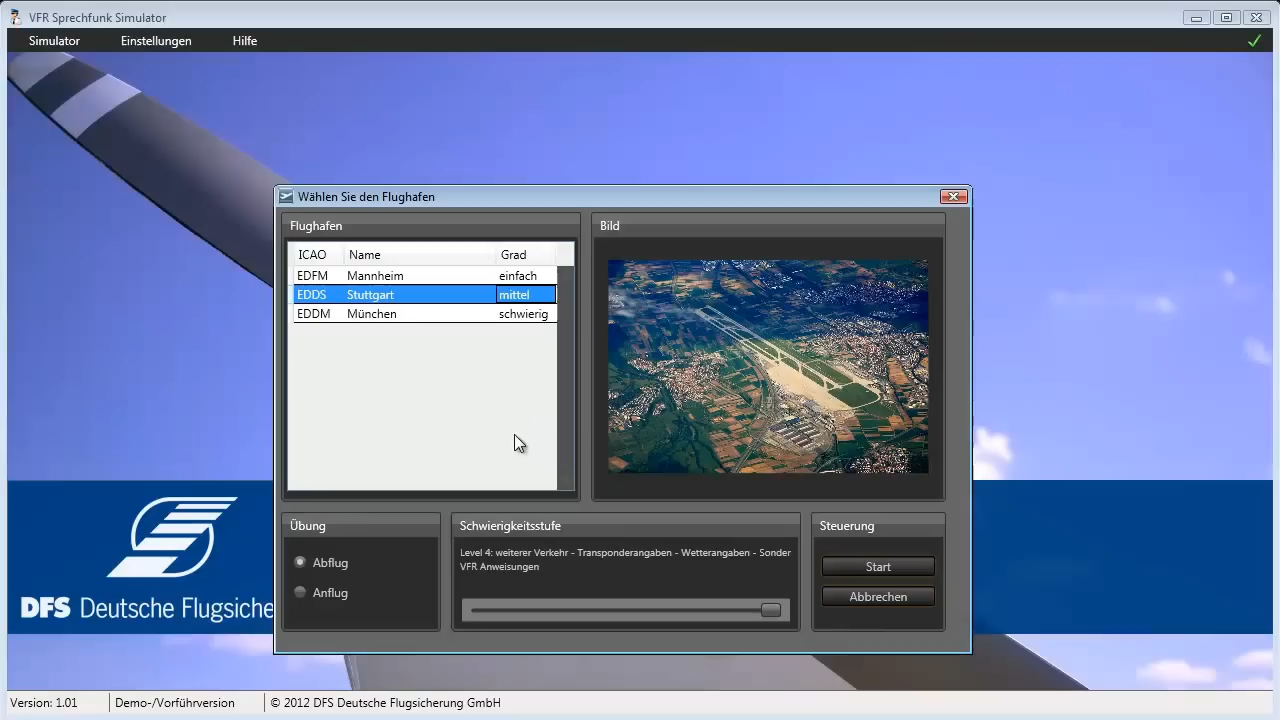 VFR Sprechfunk Simulator
Simulator Einstellungen Hilfe
Wählen Sie den Flughafen
Flughafen
ICAO Name Grad
EDFM Mannheim einfach
EDDS Stuttgart mittel
EDDM München schwierig
Bild
Übung
Abflug
Anflug
Schwierigkeitsstufe
Level 4: weiterer Verkehr - Transponderangaben - Wetterangaben - Sonder
VFR Anweisungen
Steuerung
Start
Abbrechen
DFS Deutsche Flugsiche
Version: 1.01 Demo-/Vorführversion © 2012 DFS Deutsche Flugsicherung GmbH